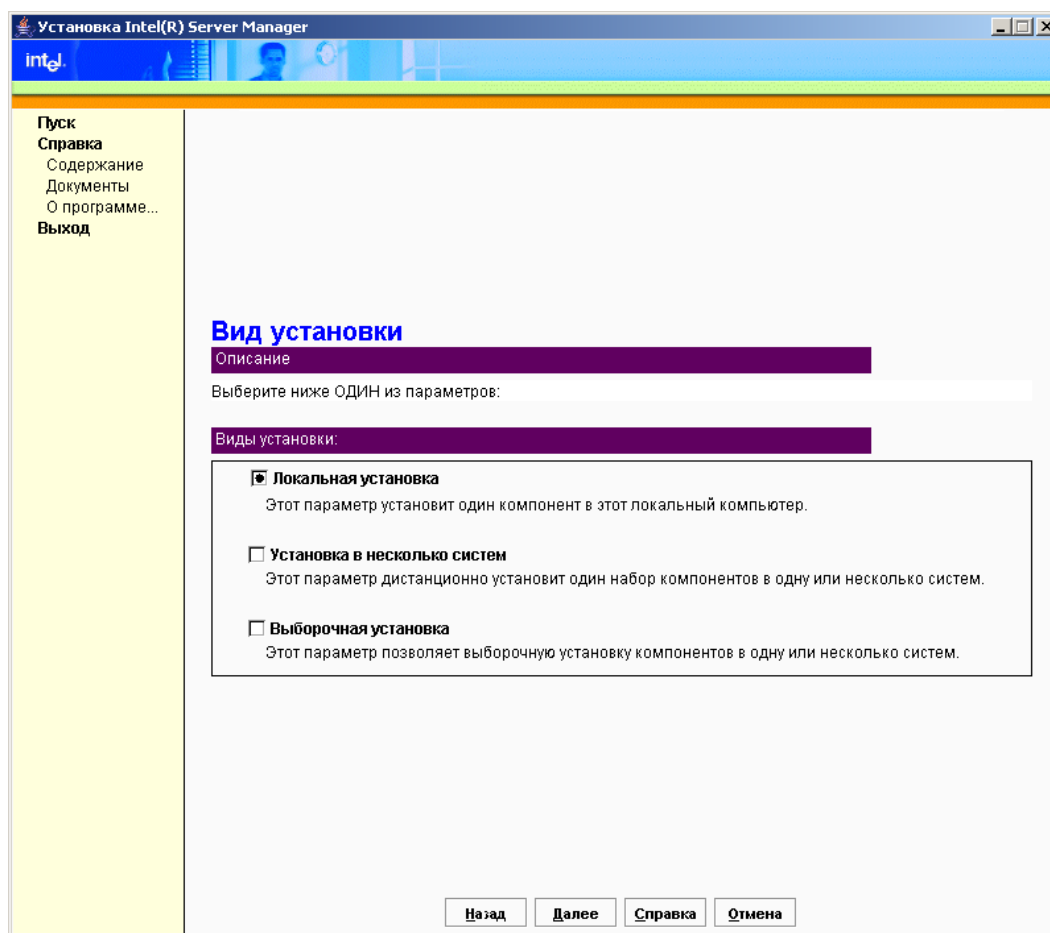 Установка Intel(R) Server Manager
intel.
Пуск
Справка
Содержание
Документы
О программе...
Выход
Вид установки
Описание
Выберите ниже ОДИН из параметров:
Виды установки:
Локальная установка
Этот параметр установит один компонент в этот локальный компьютер.
Установка в несколько систем
Этот параметр дистанционно установит один набор компонентов в одну или несколько систем.
Выборочная установка
Этот параметр позволяет выборочную установку компонентов в одну или несколько систем.
Назад Далее Справка Отмена